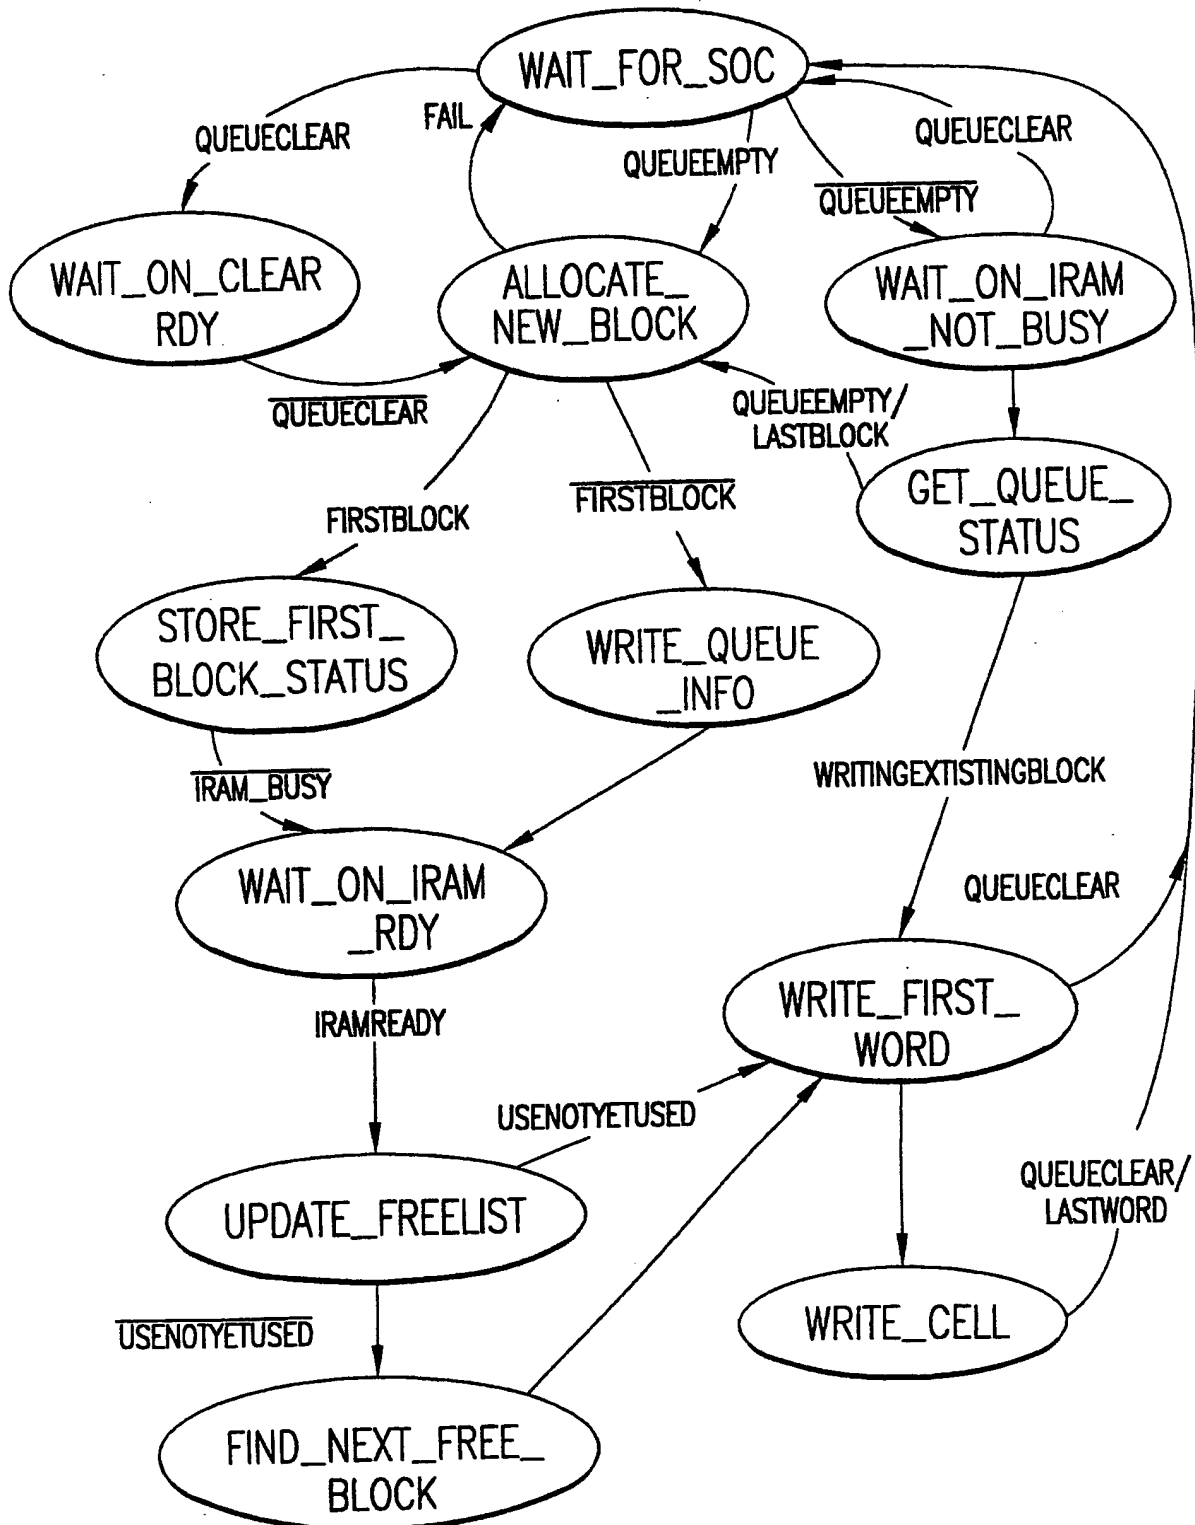 WAIT_FOR_SOC
FAIL
QUEUECLEAR
QUEUECLEAR
QUEUEEMPTY
QUEUEEMPTY
WAIT_ON_CLEAR
RDY
ALLOCATE_
NEW_BLOCK
WAIT_ON_IRAM
_NOT_BUSY
QUEUECLEAR
QUEUEEMPTY/
LASTBLOCK
GET_QUEUE_
STATUS
FIRSTBLOCK
FIRSTBLOCK
STORE_FIRST_
BLOCK_STATUS
WRITE_QUEUE
_INFO
IRAM_BUSY
WRITINGEXTISTINGBLOCK
WAIT_ON_IRAM
_RDY
QUEUECLEAR
WRITE_FIRST_
WORD
IRAMREADY
USENOTYETUSED
QUEUECLEAR/
LASTWORD
UPDATE_FREELIST
USENOTYETUSED
WRITE_CELL
FIND_NEXT_FREE_
BLOCK